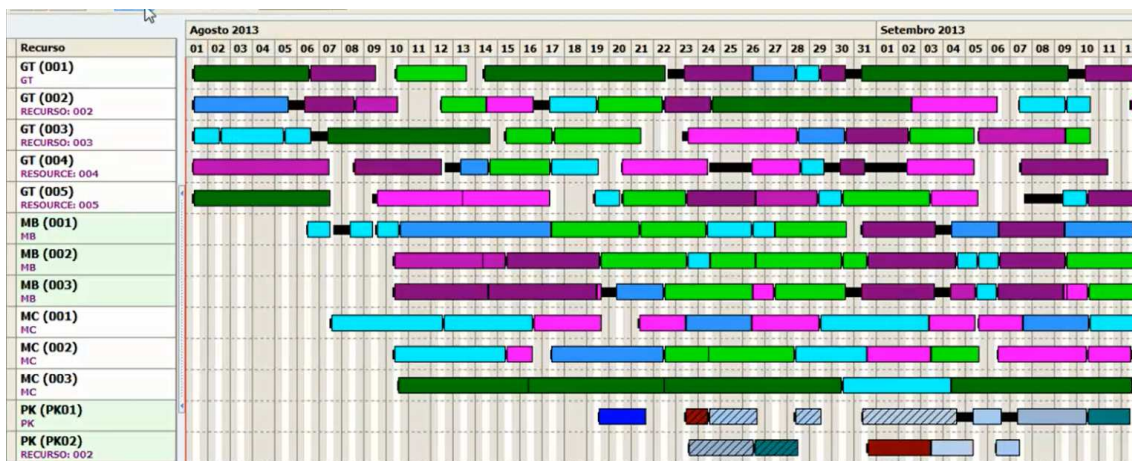 Agosto 2013 Setembro 2013
Recurso 01 02 03 04 05 06 07 08 09 10 11 12 13 14 15 16 17 18 19 20 21 22 23 24 25 26 27 28 29 30 31 01 02 03 04 05 06 07 08 09 10 11
GT (001)
GT
GT (002)
RECURSO: 002
GT (003)
RECURSO: 003
GT (004)
RESOURCE: 004
GT (005)
RESOURCE: 005
MB (001)
MB
MB (002)
MB
MB (003)
MB
MC (001)
MC
MC (002)
MC
MC (003)
MC
PK (PK01)
PK
PK (PK02)
RECURSO: 002